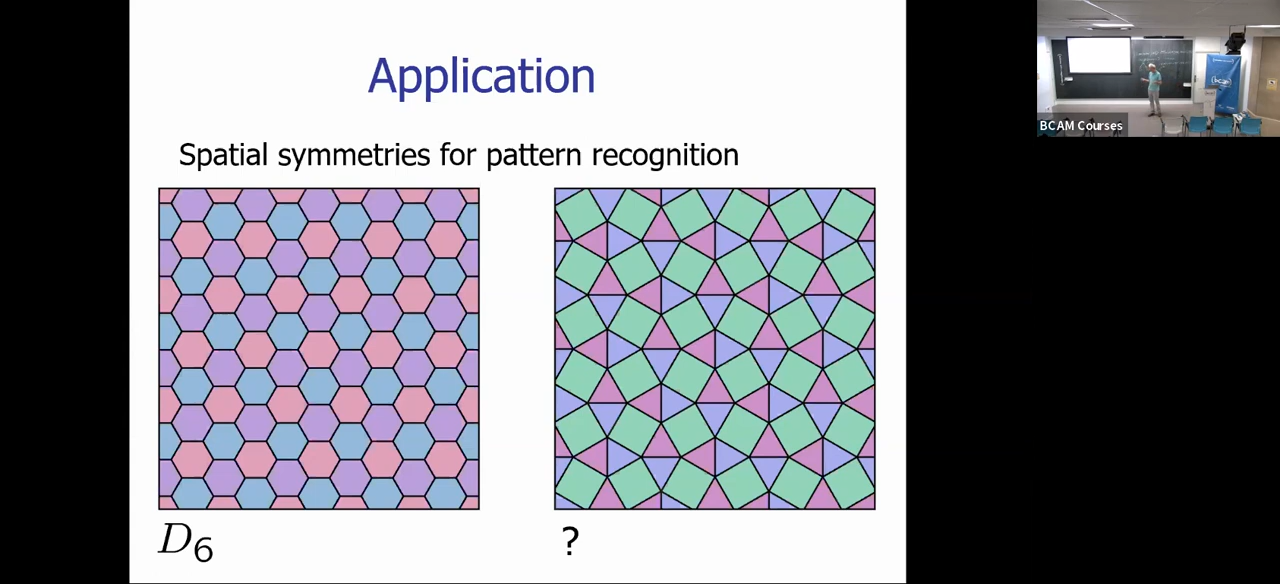 Application
Spatial symmetries for pattern recognition
D6
?
BCAM Courses